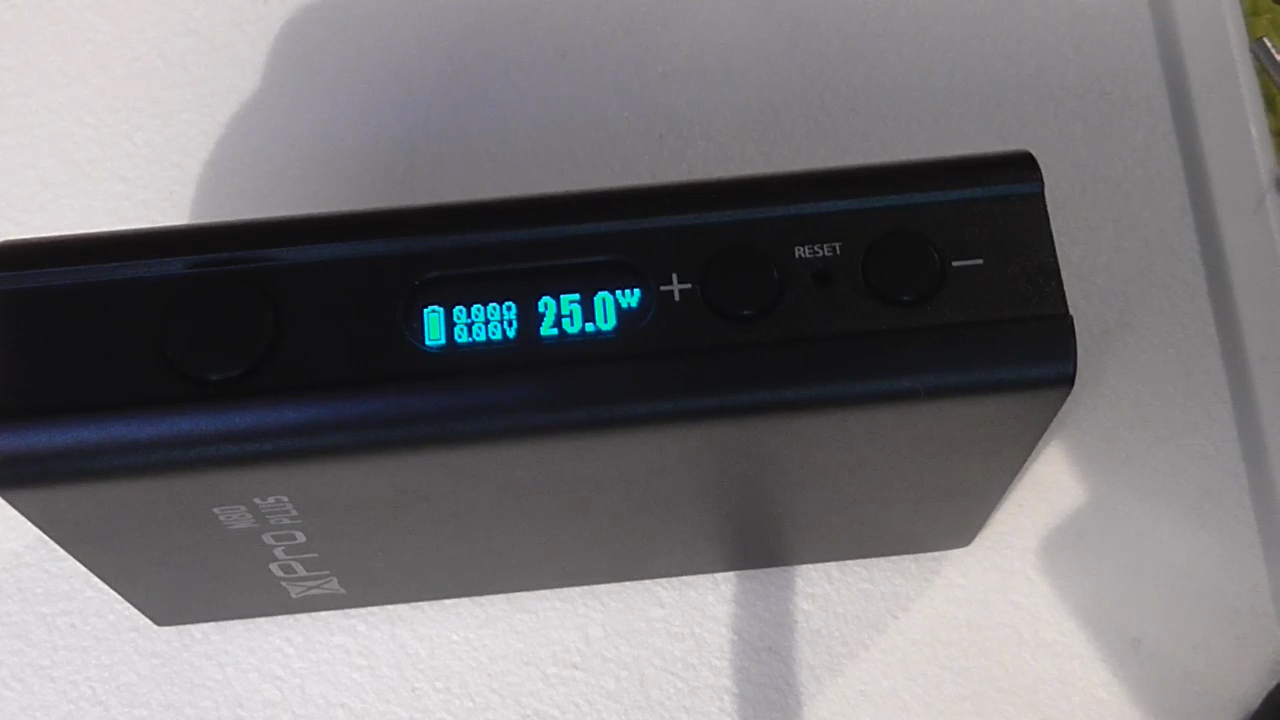 0.00Ω
0.00V
25.0W
+
RESET
−
XPro M80
PLUS